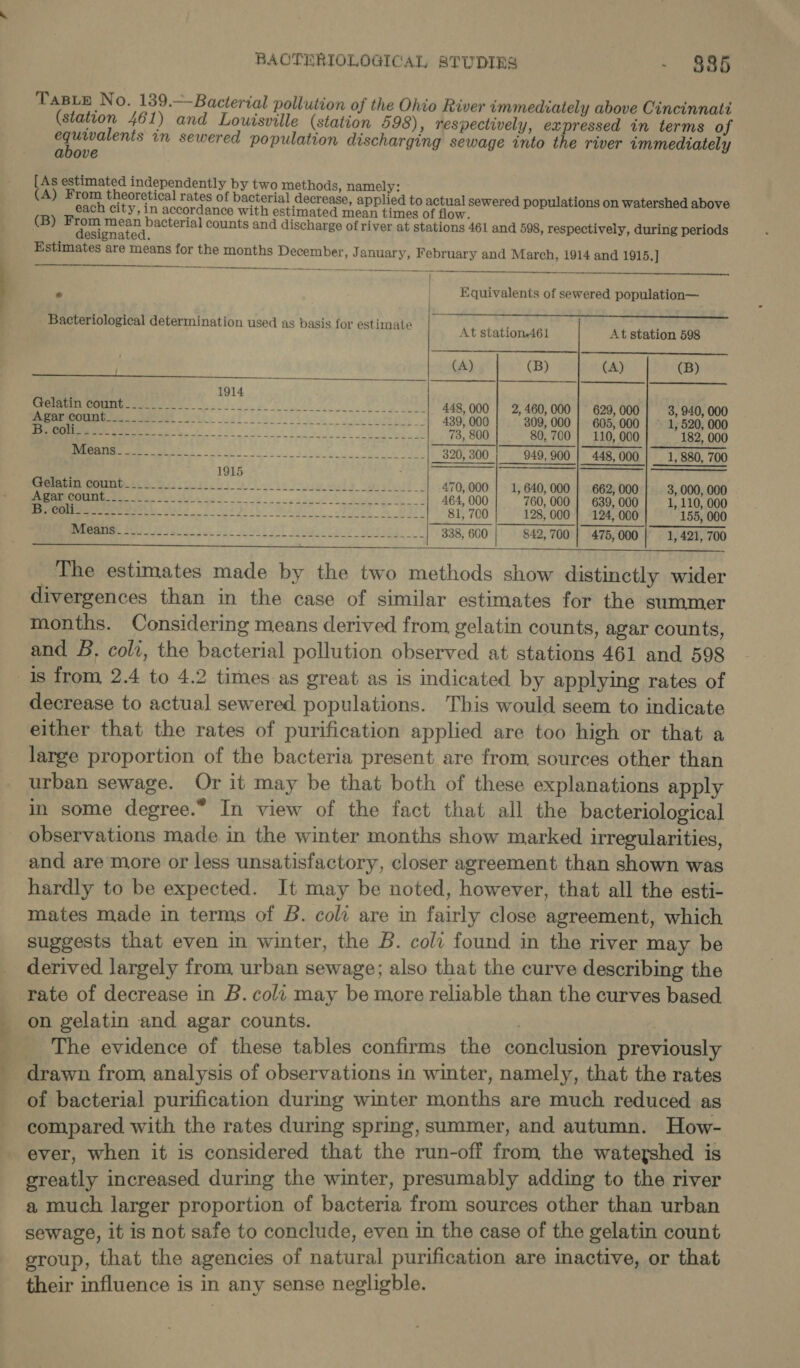 BACTERIOLOGICAL STUDIES - 335
TABLE No. 139.—Bacterial pollution of the Ohio River immediately above Cincinnati
(station 461) and Louisville (station 598), respectively, expressed in terms of
equivalents in sewered population discharging sewage into the river immediately
above
[As estimated independently by two methods, namely:
(A) From theoretical rates of bacterial decrease, applied to actual sewered populations on watershed above
each city, in accordance with estimated mean times of flow.
(B) From mean bacterial counts and discharge of river at stations 461 and 598, respectively, during periods
designated.
Estimates are means for the months December, January, February and March, 1914 and 1915.]
Equivalents of sewered population—
Bacteriological determination used as basis for estimate
At station 461 At station 598
(A) (B) (A) (B)
1914
Gelatin count 448,000 2,460,000 629,000 3,940,000
Agar count 439,000 309,000 605,000 1,520,000
B. coli 73,800 80,700 110,000 182,000
Means 320,300 949,900 448,000 1,880,700
1915
Gelatin count 470,000 1,640,000 662,000 3,000,000
Agar count 464,000 760,000 639,000 1,110,000
B. coli 81,700 128,000 124,000 155,000
Means 338,600 842,700 475,000 1,421,700
The estimates made by the two methods show distinctly wider
divergences than in the case of similar estimates for the summer
months. Considering means derived from gelatin counts, agar counts,
and B. coli, the bacterial pollution observed at stations 461 and 598
is from 2.4 to 4.2 times as great as is indicated by applying rates of
decrease to actual sewered populations. This would seem to indicate
either that the rates of purification applied are too high or that a
large proportion of the bacteria present are from sources other than
urban sewage. Or it may be that both of these explanations apply
in some degree. In view of the fact that all the bacteriological
observations made in the winter months show marked irregularities,
and are more or less unsatisfactory, closer agreement than shown was
hardly to be expected. It may be noted, however, that all the esti-
mates made in terms of B. coli are in fairly close agreement, which
suggests that even in winter, the B. coli found in the river may be
derived largely from urban sewage; also that the curve describing the
rate of decrease in B. coli may be more reliable than the curves based
on gelatin and agar counts.
The evidence of these tables confirms the conclusion previously
drawn from analysis of observations in winter, namely, that the rates
of bacterial purification during winter months are much reduced as
compared with the rates during spring, summer, and autumn. How-
ever, when it is considered that the run-off from the watershed is
greatly increased during the winter, presumably adding to the river
a much larger proportion of bacteria from sources other than urban
sewage, it is not safe to conclude, even in the case of the gelatin count
group, that the agencies of natural purification are inactive, or that
their influence is in any sense negligble.